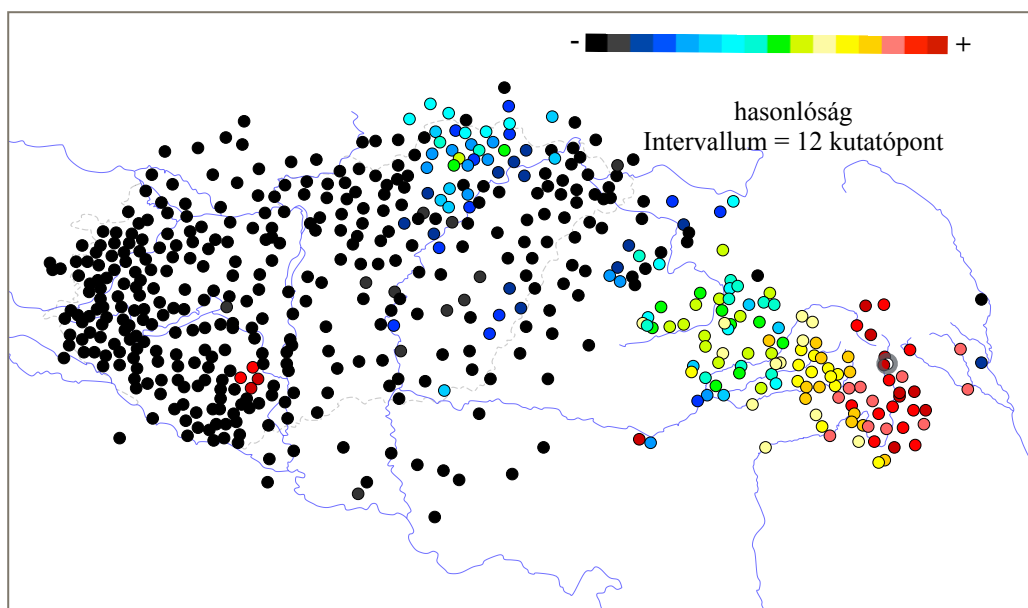 - +
hasonlóság
Intervallum = 12 kutatópont